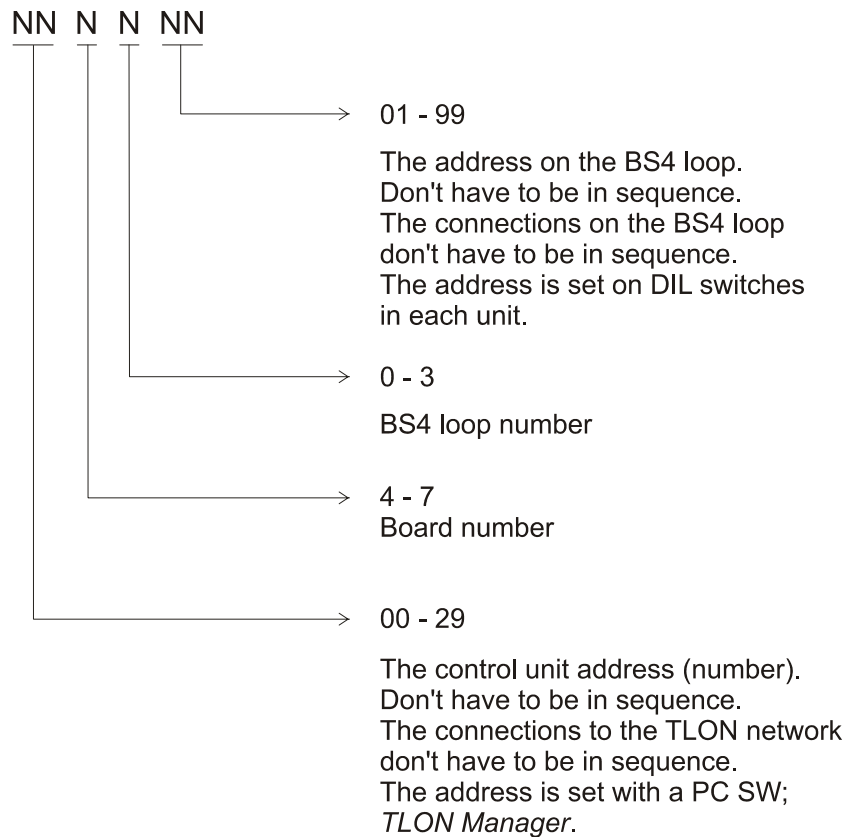 NN N N NN
01 - 99
The address on the BS4 loop.
Don't have to be in sequence.
The connections on the BS4 loop
don't have to be in sequence.
The address is set on DIL switches
in each unit.
0 - 3
BS4 loop number
4 - 7
Board number
00 - 29
The control unit address (number).
Don't have to be in sequence.
The connections to the TLON network
don't have to be in sequence.
The address is set with a PC SW;
TLON Manager.